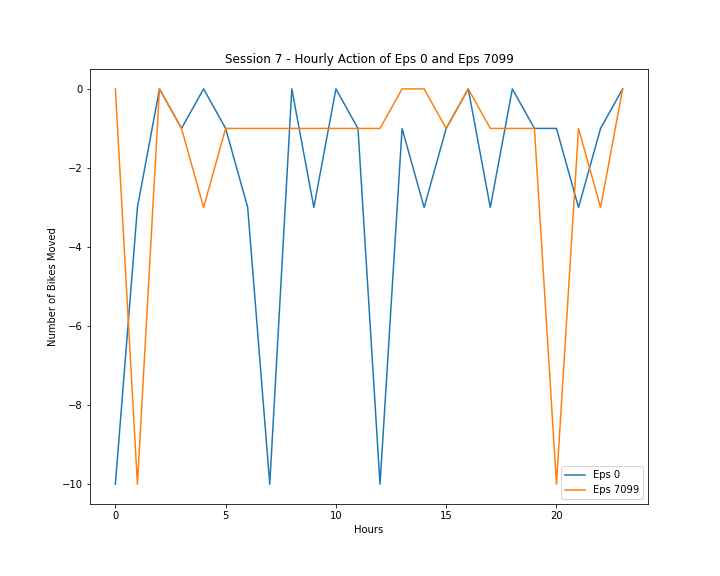 Session 7 - Hourly Action of Eps 0 and Eps 7099
Number of Bikes Moved
0
−2
−4
−6
−8
−10
0
5
10
15
20
Hours
Eps 0
Eps 7099